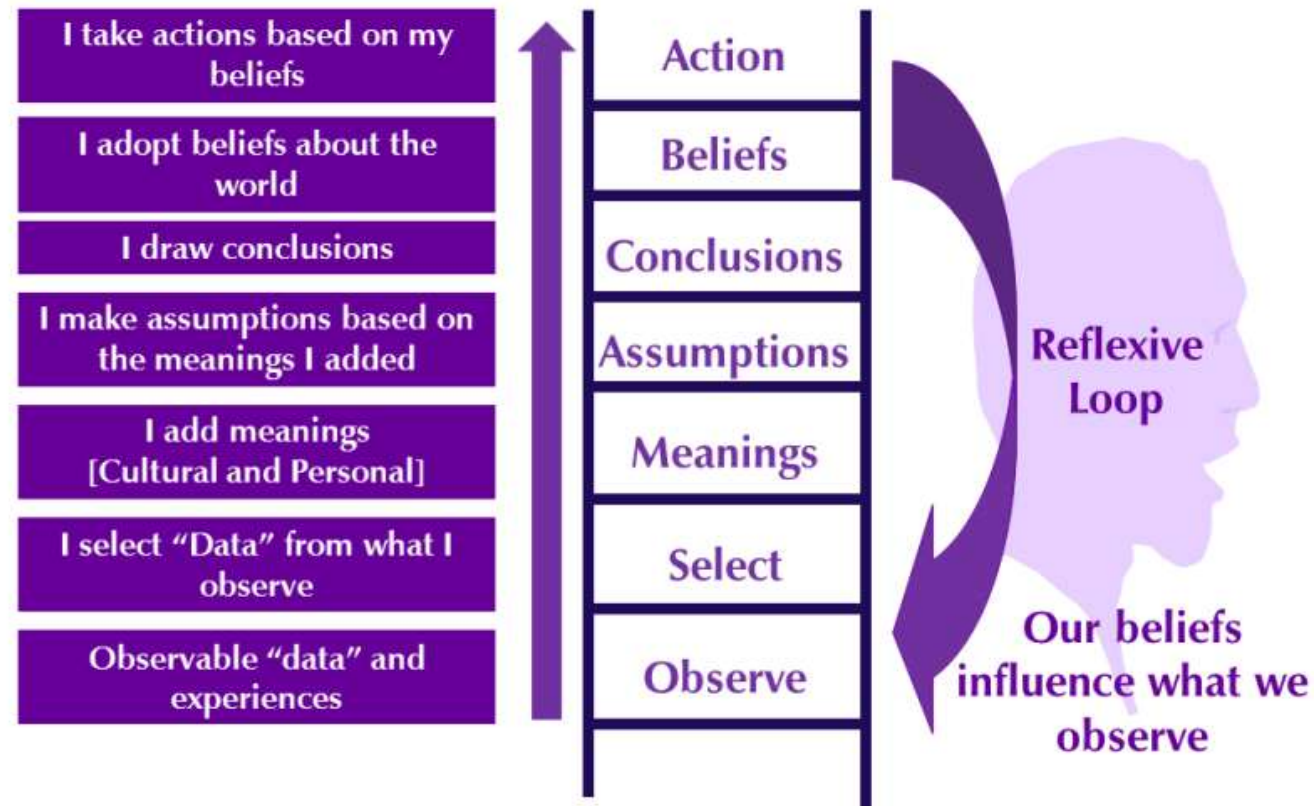 I take actions based on my
beliefs
Action
I adopt beliefs about the
world
Beliefs
I draw conclusions
Conclusions
I make assumptions based on
the meanings I added
Assumptions
I add meanings
[Cultural and Personal]
Meanings
I select “Data” from what I
observe
Select
Observable “data” and
experiences
Observe
Reflexive
Loop
Our beliefs
influence what we
observe